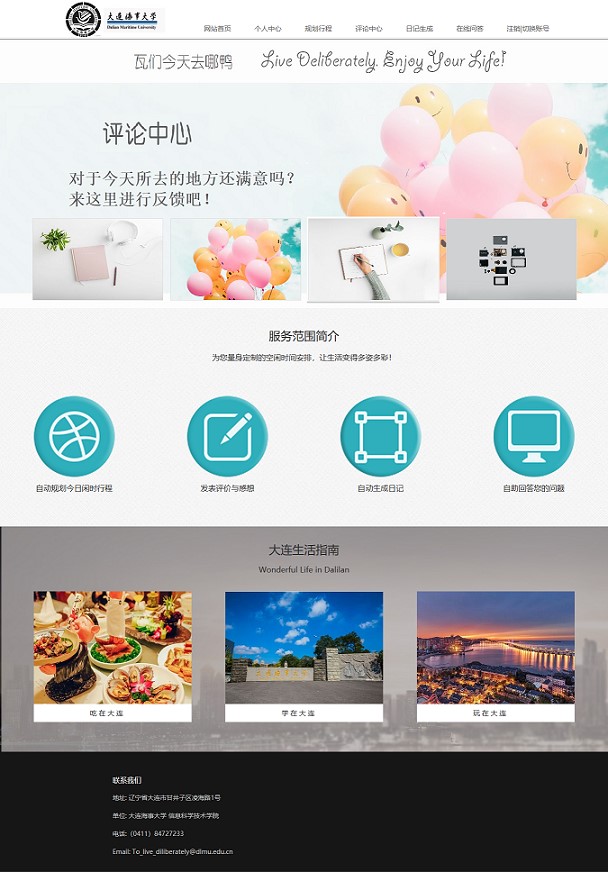 大连海事大学
Dalian Maritime University
网站首页 个人中心 规划行程 评论中心 日记生成 在线问答 注销|切换账号
瓦们今天去哪鸭 Live Deliberately. Enjoy Your Life!
评论中心
对于今天所去的地方还满意吗？
来这里进行反馈吧！
服务范围简介
为您量身定制的空闲时间安排，让生活变得多姿多彩！
自动规划今日闲时行程 发表评价与感想 自动生成日记 自助回答您的问题
大连生活指南
Wonderful Life in Dalilan
吃在大连 学在大连 玩在大连
联系我们
地址: 辽宁省大连市甘井子区凌海路1号
单位: 大连海事大学 信息科学技术学院
电话: （0411）84727233
Email: To_live_diliberately@dlmu.edu.cn